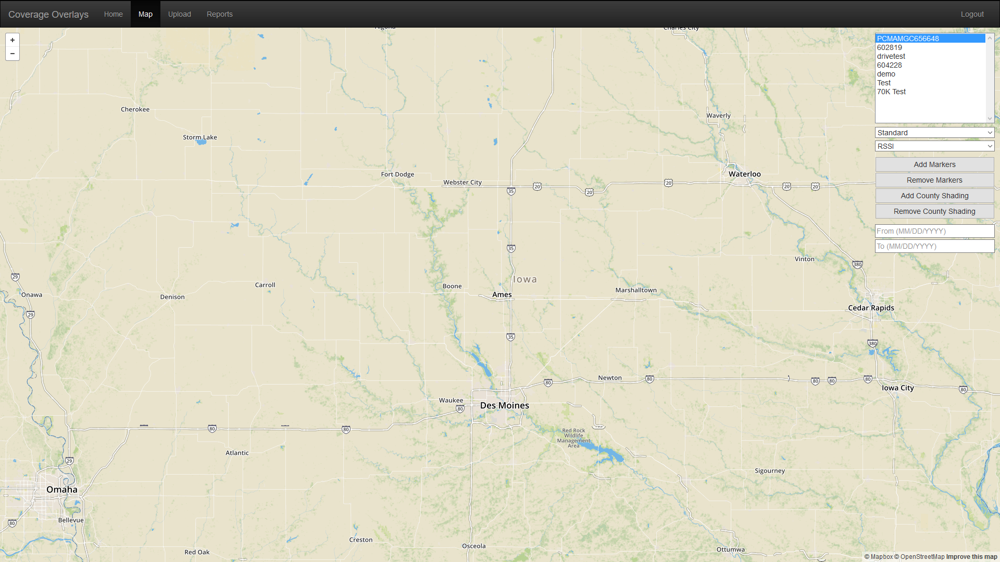 Coverage Overlays Home Map Upload Reports Logout
+
−
Algona
Charles City
PCMAMGC656648
602819
drivetest
604228
demo
Test
70K Test
Standard
RSSI
Add Markers
Remove Markers
Add County Shading
Remove County Shading
From (MM/DD/YYYY)
To (MM/DD/YYYY)
Cherokee
Waverly
Storm Lake
Fort Dodge
Waterloo
Webster City
20
20
20
20
20
35
35
Vinton
380
29
Iowa
Carroll
Boone
Marshalltown
Onawa
Denison
Ames
Cedar Rapids
29
35
380
Newton
80
80
80
80
80
Iowa City
80
Waukee
Des Moines
80
80
80
Red Rock
Wildlife
Management
Area
Atlantic
29
Sigourney
Omaha
Bellevue
80
Creston
Osceola
Ottumwa
Red Oak
© Mapbox © OpenStreetMap Improve this map